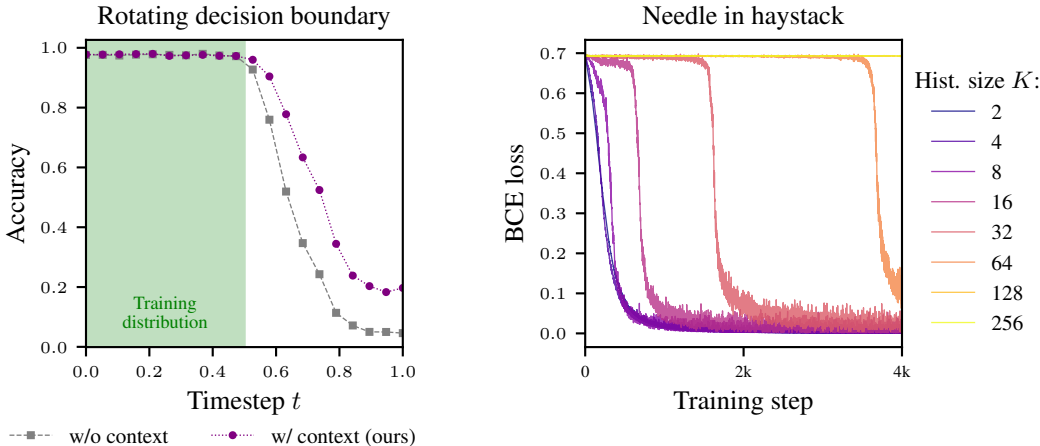 Rotating decision boundary
Accuracy
1.0
0.8
0.6
0.4
0.2
0.0
Training
distribution
0.0 0.2 0.4 0.6 0.8 1.0
Timestep t
w/o context w/ context (ours)
Needle in haystack
BCE loss
0.7
0.6
0.5
0.4
0.3
0.2
0.1
0.0
0 2k 4k
Training step
Hist. size K:
2
4
8
16
32
64
128
256